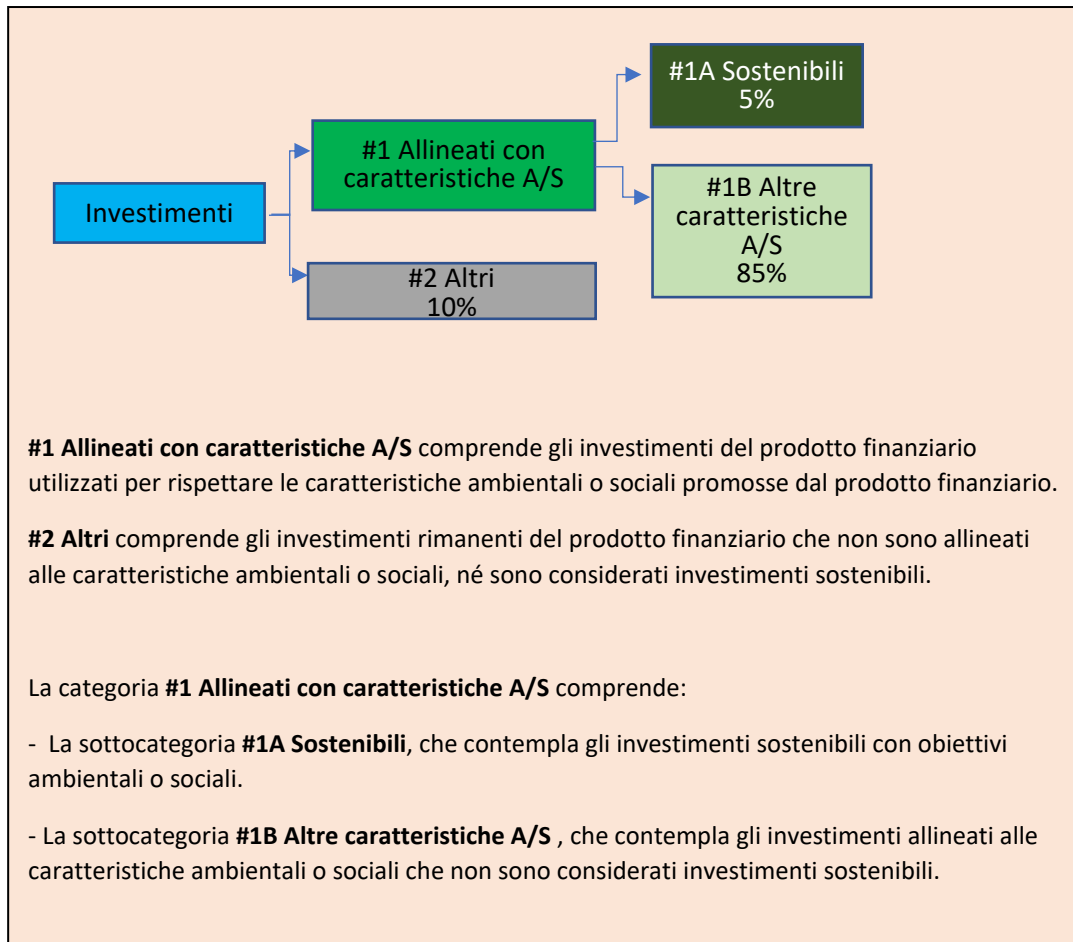 #1A Sostenibili
5%
#1 Allineati con
caratteristiche A/S
#1B Altre
caratteristiche
A/S
85%
Investimenti
#2 Altri
10%
#1 Allineati con caratteristiche A/S comprende gli investimenti del prodotto finanziario
utilizzati per rispettare le caratteristiche ambientali o sociali promosse dal prodotto finanziario.
#2 Altri comprende gli investimenti rimanenti del prodotto finanziario che non sono allineati
alle caratteristiche ambientali o sociali, né sono considerati investimenti sostenibili.
La categoria #1 Allineati con caratteristiche A/S comprende:
- La sottocategoria #1A Sostenibili, che contempla gli investimenti sostenibili con obiettivi
ambientali o sociali.
- La sottocategoria #1B Altre caratteristiche A/S , che contempla gli investimenti allineati alle
caratteristiche ambientali o sociali che non sono considerati investimenti sostenibili.